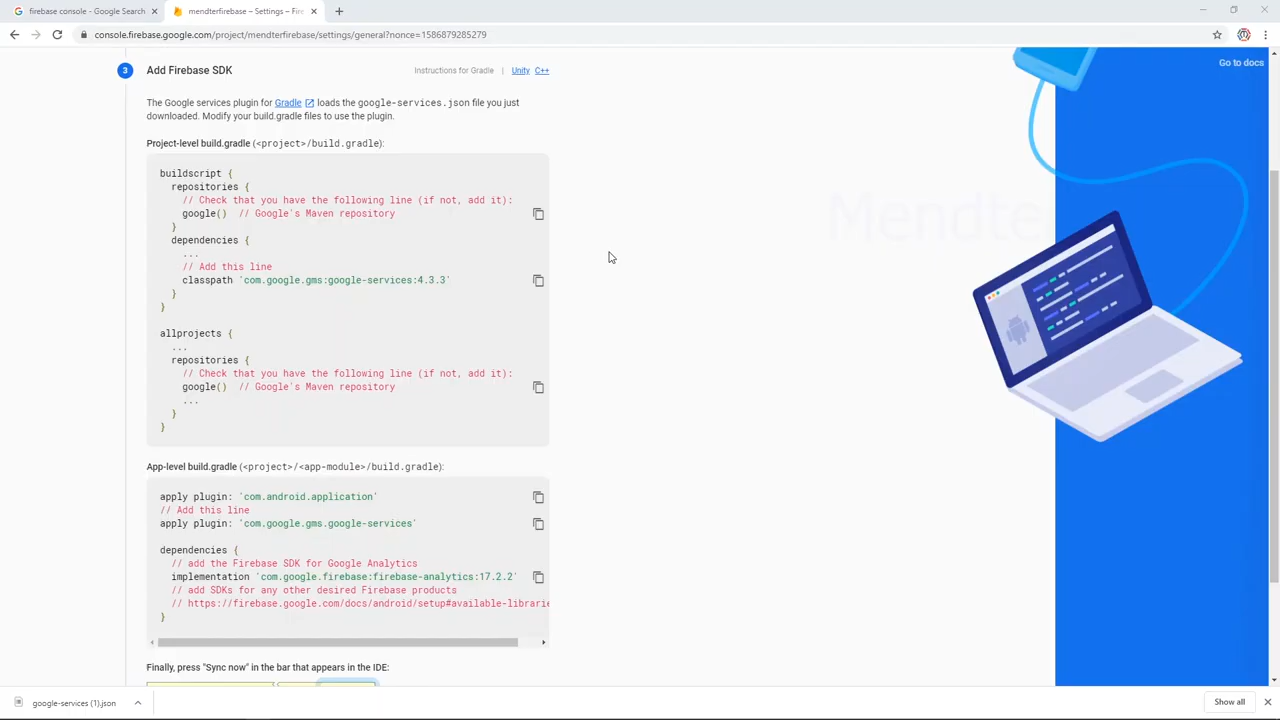 firebase console - Google Search
mendterfirebase – Settings – Fire
console.firebase.google.com/project/mendterfirebase/settings/general?nonce=1586879285279
Go to docs
3 Add Firebase SDK
Instructions for Gradle | Unity C++
The Google services plugin for Gradle loads the google-services.json file you just
downloaded. Modify your build.gradle files to use the plugin.
Project-level build.gradle (<project>/build.gradle):
buildscript {
repositories {
// Check that you have the following line (if not, add it):
google() // Google's Maven repository
}
dependencies {
...
// Add this line
classpath 'com.google.gms:google-services:4.3.3'
}
}
allprojects {
...
repositories {
// Check that you have the following line (if not, add it):
google() // Google's Maven repository
...
}
}
Mendte
App-level build.gradle (<project>/<app-module>/build.gradle):
apply plugin: 'com.android.application'
// Add this line
apply plugin: 'com.google.gms.google-services'
dependencies {
// add the Firebase SDK for Google Analytics
implementation 'com.google.firebase:firebase-analytics:17.2.2'
// add SDKs for any other desired Firebase products
// https://firebase.google.com/docs/android/setup#available-librarie
}
Finally, press "Sync now" in the bar that appears in the IDE:
google-services (1).json
Show all